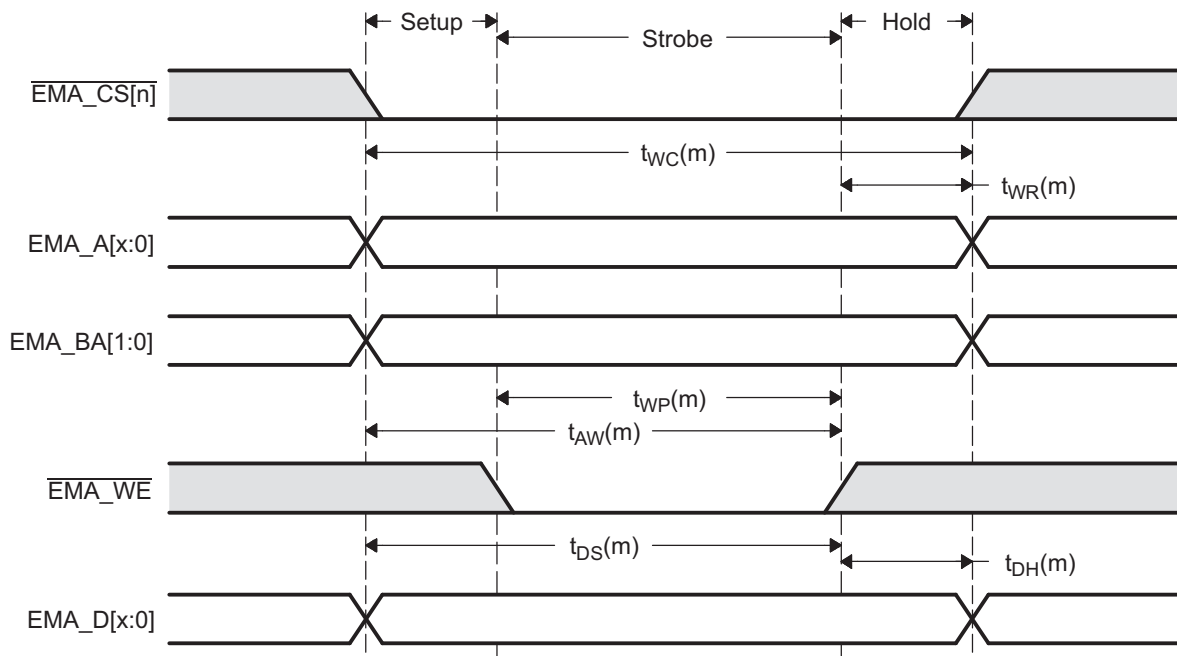 Setup
Hold
Strobe
EMA_CS[n]
tWC(m)
tWR(m)
EMA_A[x:0]
EMA_BA[1:0]
tWP(m)
tAW(m)
EMA_WE
tDS(m)
tDH(m)
EMA_D[x:0]